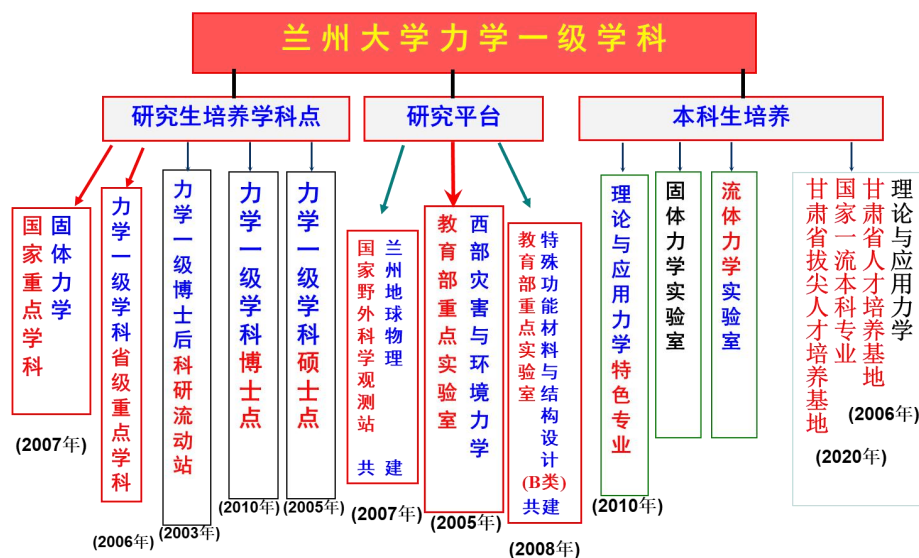 兰州大学力学一级学科
研究生培养学科点
研究平台
本科生培养
固体力学
国家重点学科
(2007年)
力学一级学科省级重点学科
(2006年)
力学一级博士后科研流动站
(2003年)
力学一级学科博士点
(2010年)
力学一级学科硕士点
(2005年)
兰州地球物理
国家野外科学观测站
共建
(2007年)
西部灾害与环境力学
教育部重点实验室
(2005年)
特殊功能材料与结构设计
教育部重点实验室
(B类)
共建
(2008年)
理论与应用力学特色专业
(2010年)
固体力学实验室
流体力学实验室
理论与应用力学
甘肃省人才培养基地
(2006年)
国家一流本科专业
(2020年)
甘肃省拔尖人才培养基地